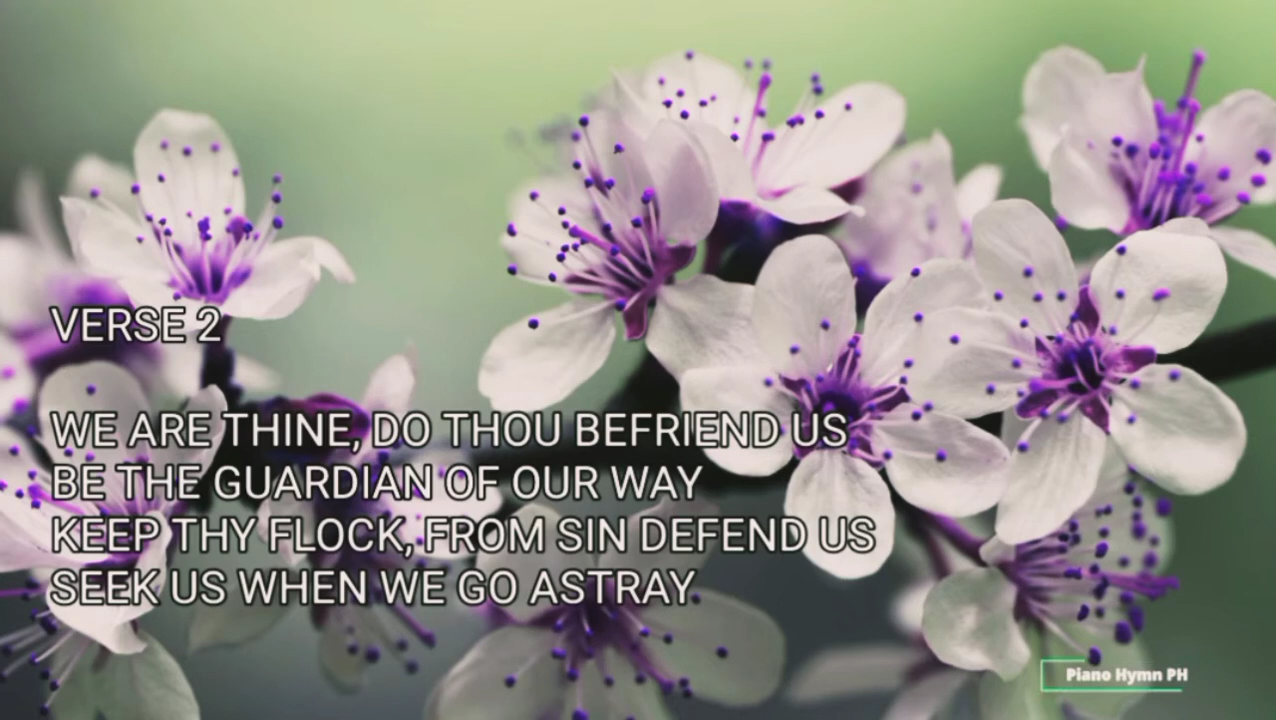 VERSE 2
WE ARE THINE, DO THOU BEFRIEND US
BE THE GUARDIAN OF OUR WAY
KEEP THY FLOCK, FROM SIN DEFEND US
SEEK US WHEN WE GO ASTRAY
Piano Hymn PH